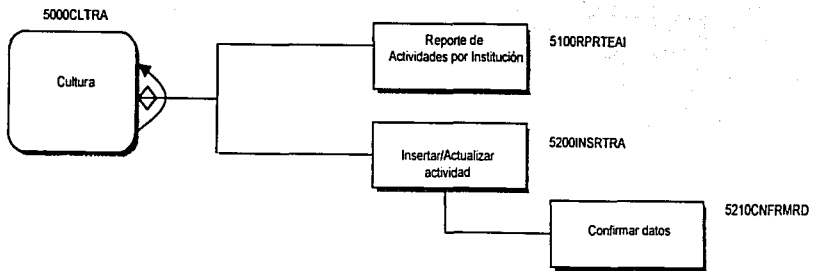 5000CLTRA
Cultura
Reporte de
Actividades por Institución
5100RPRTEAI
Insertar/Actualizar
actividad
5200INSRTRA
Confirmar datos
5210CNFRMRD